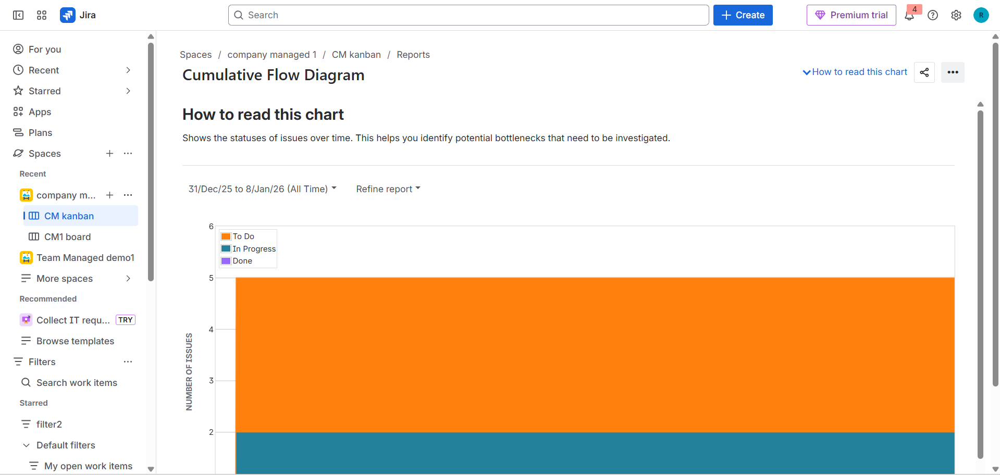 Jira
Search
Create
Premium trial
4
R
For you
Recent
Starred
Apps
Plans
Spaces
Recent
company m...
CM kanban
CM1 board
Team Managed demo1
More spaces
Recommended
Collect IT requ... TRY
Browse templates
Filters
Search work items
Starred
filter2
Default filters
My open work items
Spaces / company managed 1 / CM kanban / Reports
Cumulative Flow Diagram
How to read this chart
How to read this chart
Shows the statuses of issues over time. This helps you identify potential bottlenecks that need to be investigated.
31/Dec/25 to 8/Jan/26 (All Time)
Refine report
6
To Do
In Progress
Done
5
4
3
2
NUMBER OF ISSUES